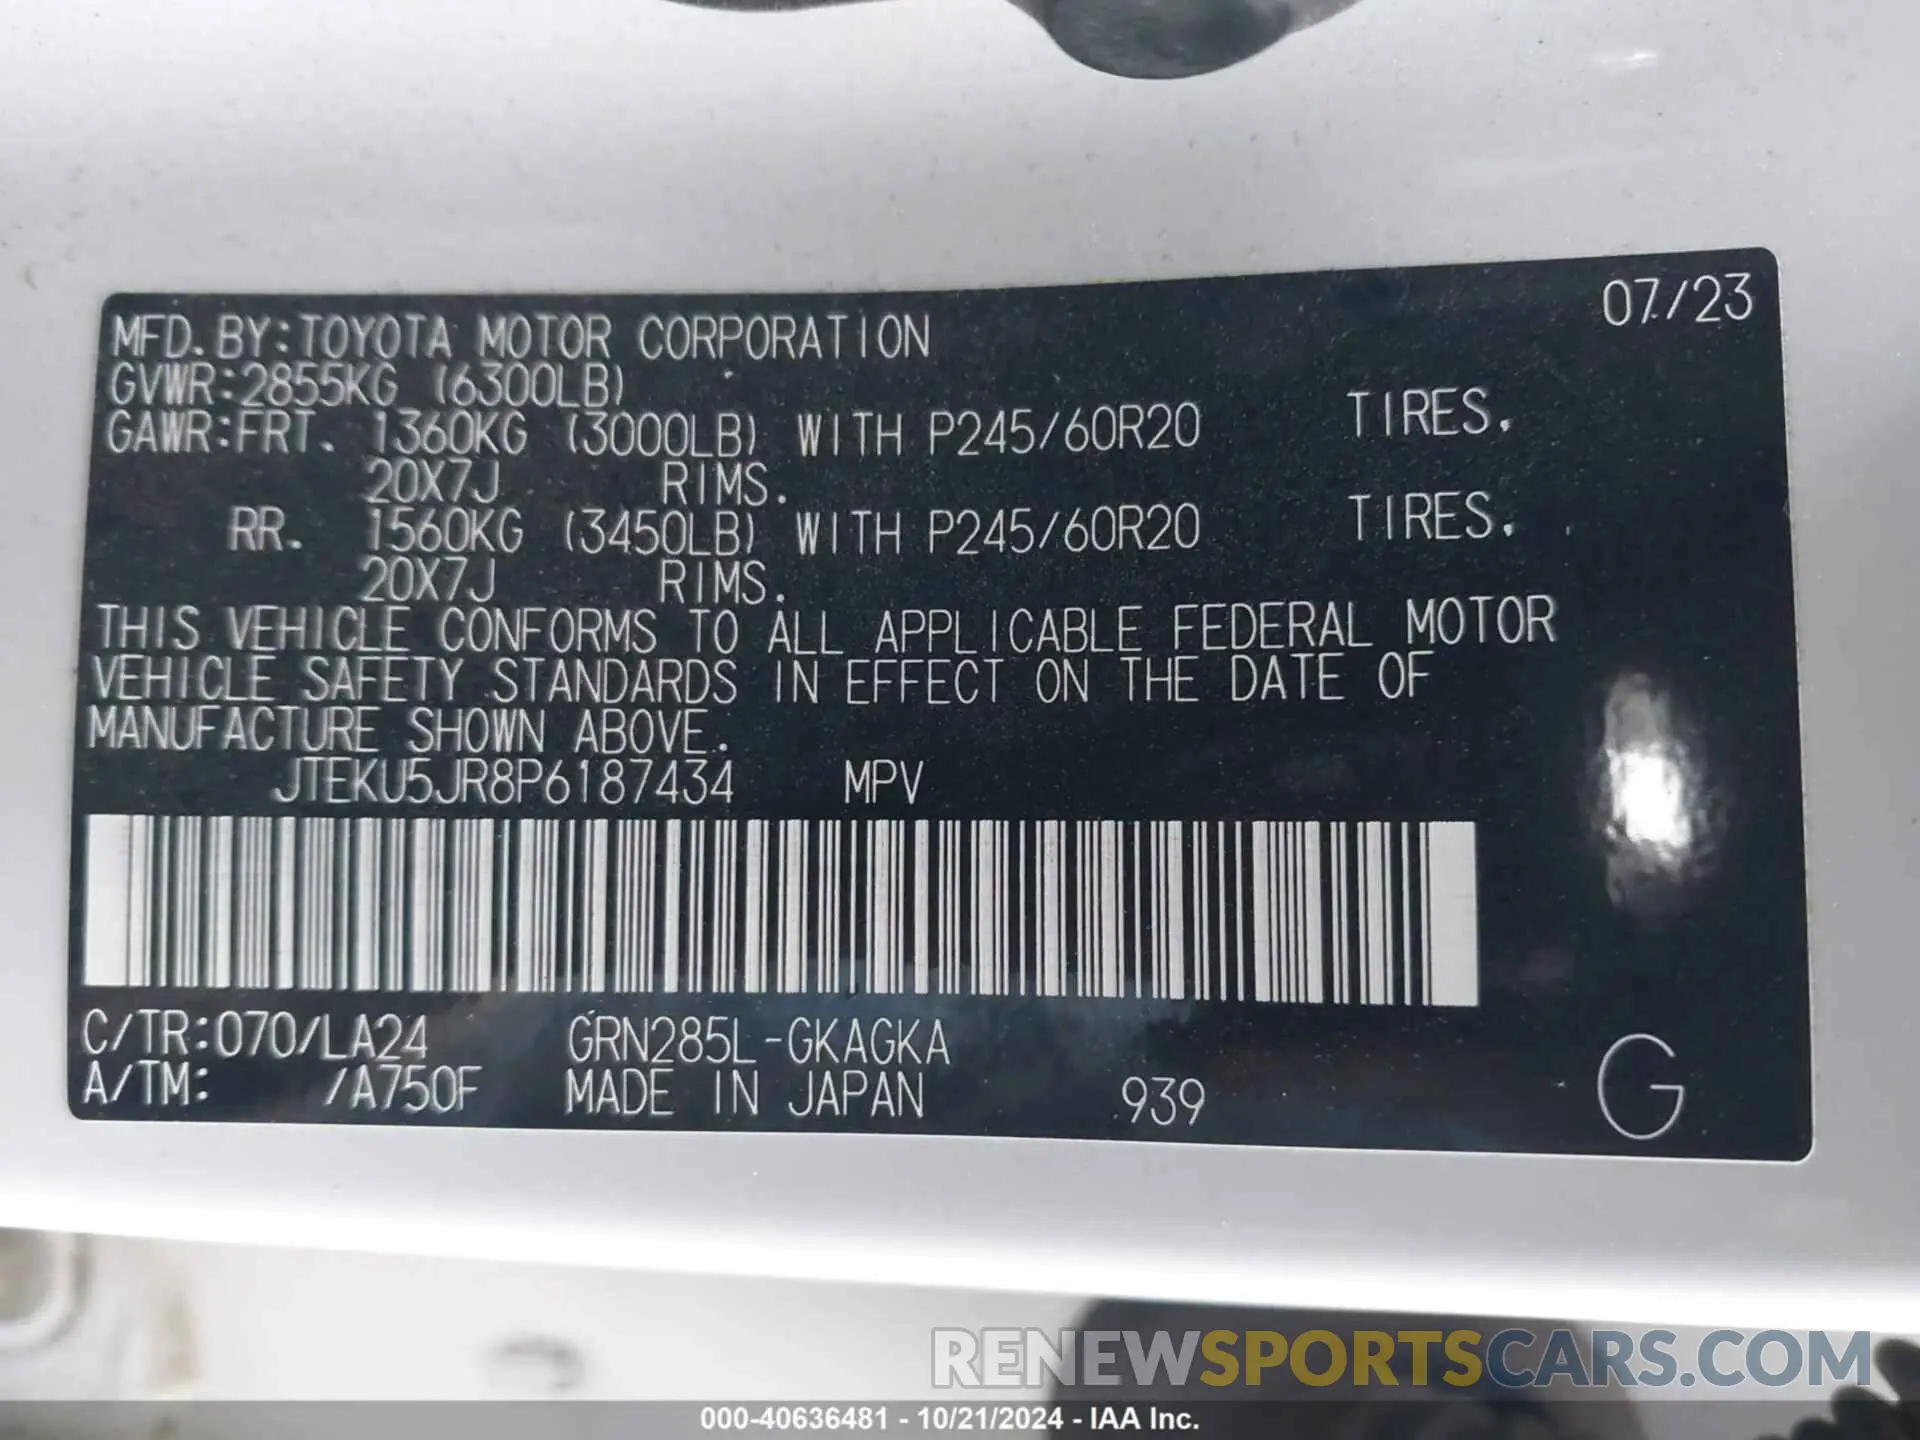 07/23
MFD. BY:TOYOTA MOTOR CORPORATION
GVWR:2855KG (6300LB)
GAWR:FRT. 1360KG (3000LB) WITH P245/60R20 TIRES.
20X7J RIMS.
RR. 1560KG (3450LB) WITH P245/60R20 TIRES.
20X7J RIMS.
THIS VEHICLE CONFORMS TO ALL APPLICABLE FEDERAL MOTOR
VEHICLE SAFETY STANDARDS IN EFFECT ON THE DATE OF
MANUFACTURE SHOWN ABOVE.
JTEKU5JR8P6187434 MPV
C/TR:070/LA24 GRN285L-GKAGKA
A/TM: /A750F MADE IN JAPAN 939 G
RENEWSPORTSCARS.COM
000-40636481 - 10/21/2024 - IAA Inc.